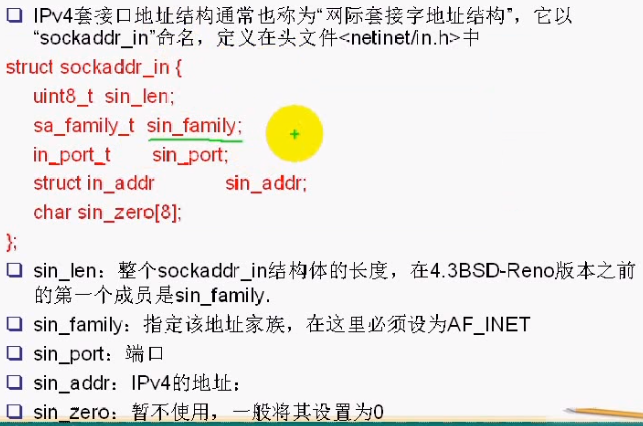 IPv4套接口地址结构通常也称为“网际套接字地址结构”，它以
“sockaddr_in”命名，定义在头文件<netinet/in.h>中
struct sockaddr_in {
uint8_t sin_len;
sa_family_t sin_family;
in_port_t sin_port;
struct in_addr sin_addr;
char sin_zero[8];
};
sin_len：整个sockaddr_in结构体的长度，在4.3BSD-Reno版本之前
的第一个成员是sin_family.
sin_family：指定该地址家族，在这里必须设为AF_INET
sin_port：端口
sin_addr：IPv4的地址；
sin_zero：暂不使用，一般将其设置为0